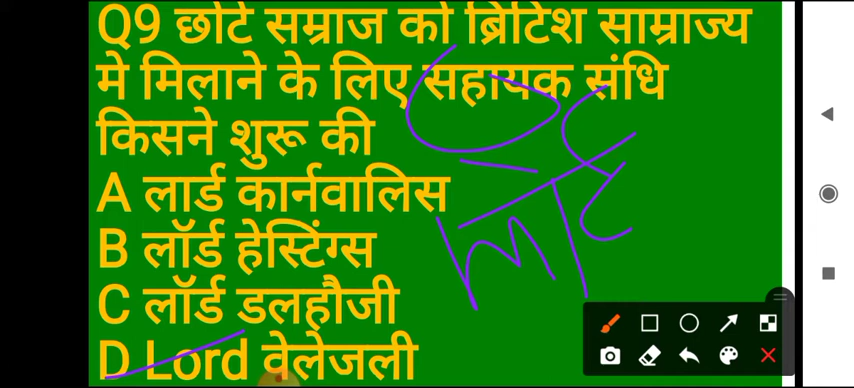 Q9 छोटे सम्राज को ब्रिटिश साम्राज्य
मे मिलाने के लिए सहायक संधि
किसने शुरू की
A लार्ड कार्नवालिस
B लॉर्ड हेस्टिंग्स
C लॉर्ड डलहौजी
D Lord वेलेजली